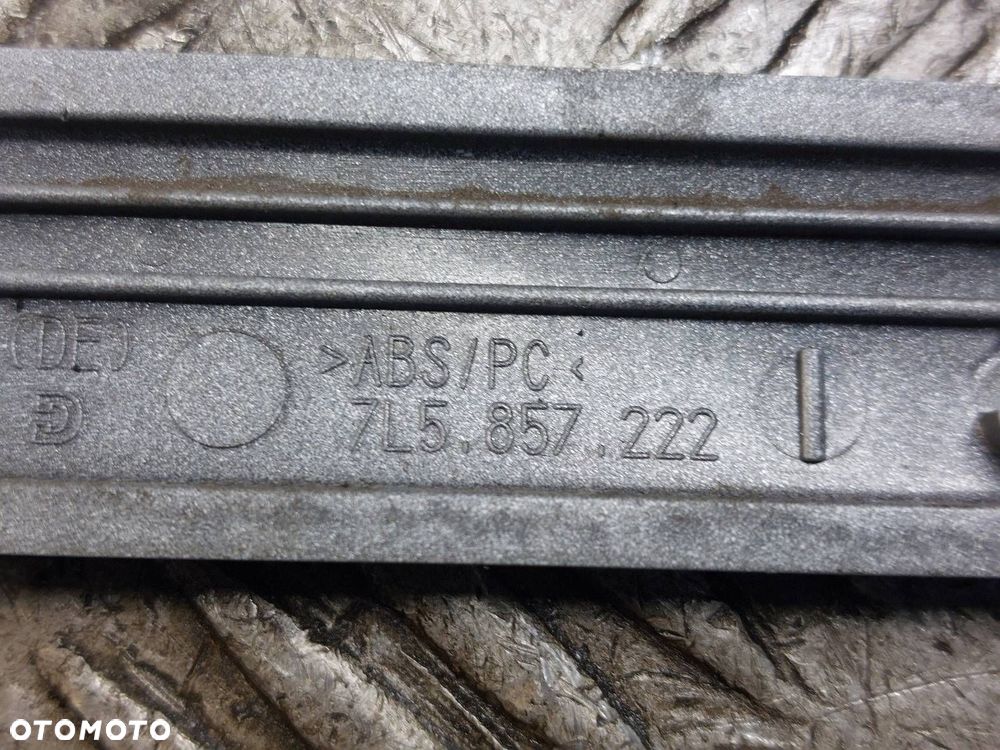 (DE) >ABS/PC<
7L5.857.222
OTOMOTO